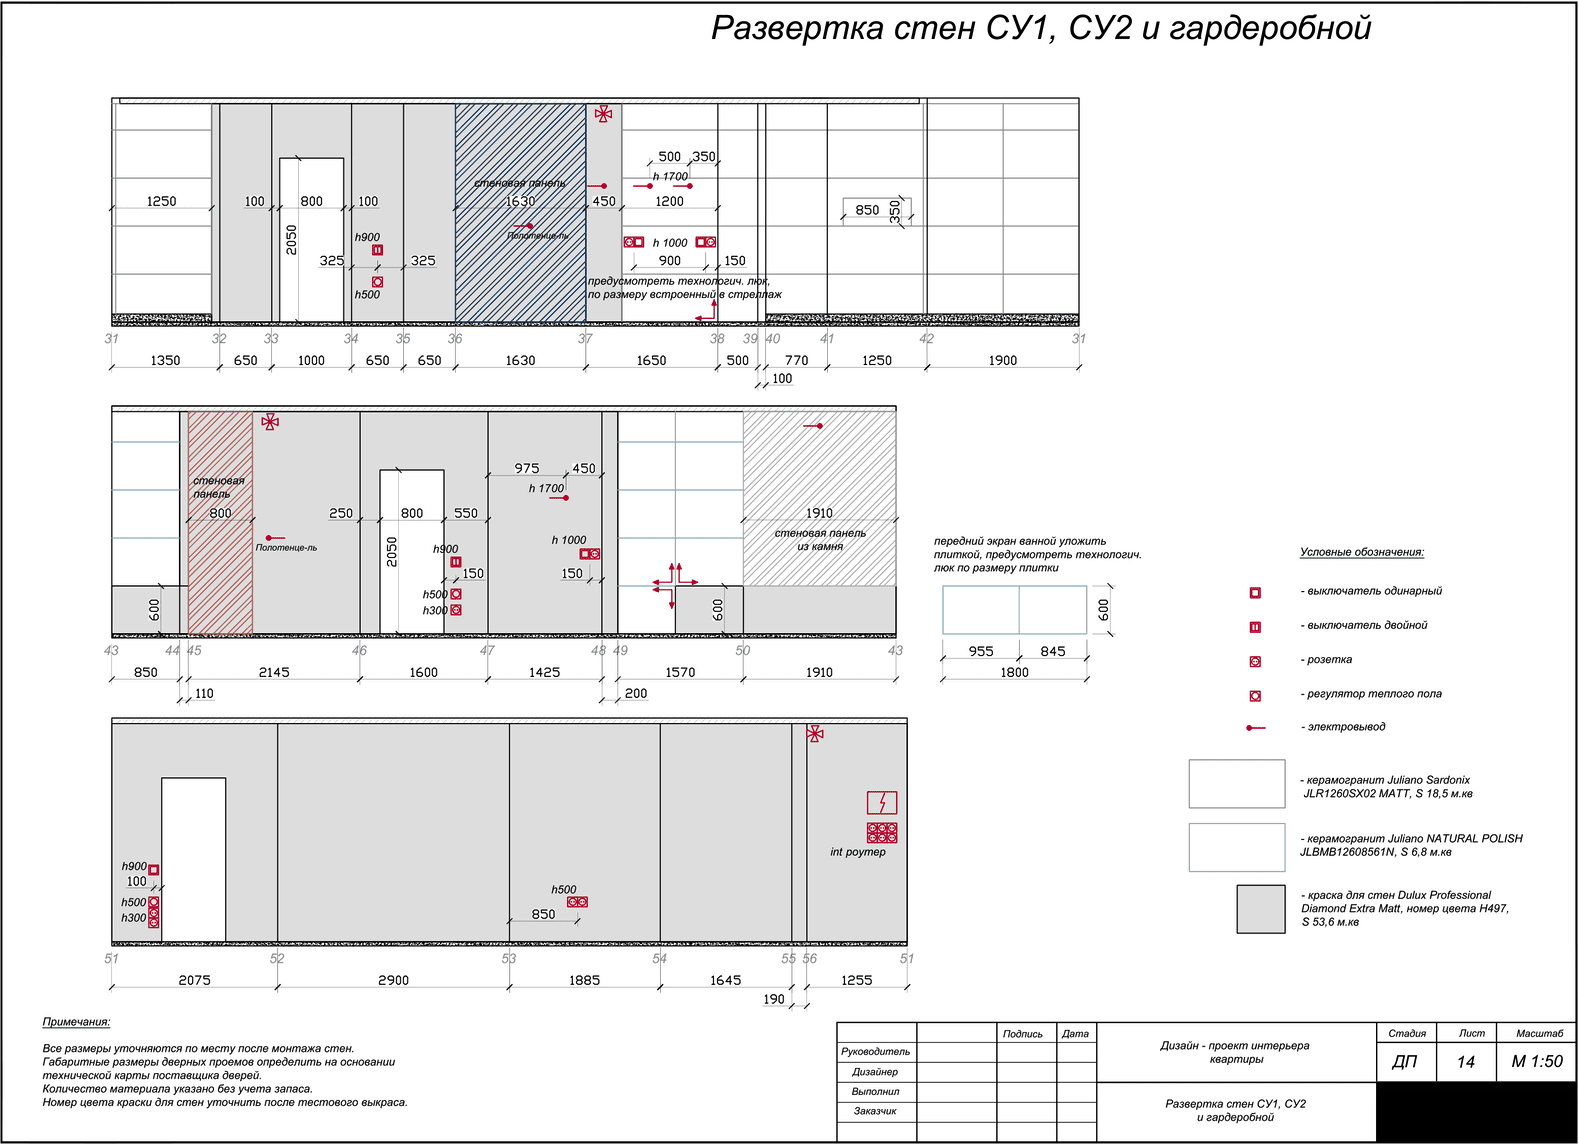 Развертка стен СУ1, СУ2 и гардеробной
500 350
h 1700
стеновая панель
1250 100 800 100 1630 450 1200
850 350
2050
h900
Полотенце-ль
h 1000
325 325
900 150
h500
предусмотреть технологич. люк,
по размеру встроенный в стреллаж
31 32 33 34 35 36 37 38 39 40 41 42 31
1350 650 1000 650 650 1630 1650 500 770 1250 1900
100
975 450
стеновая
панель
h 1700
800 250 800 550 1910
стеновая панель
из камня
h 1000
Полотенце-ль
2050
h900
150 150
h500
h300
600 600
43 44 45 46 47 48 49 50 43
850 2145 1600 1425 1570 1910
110 200
передний экран ванной уложить
плиткой, предусмотреть технологич.
люк по размеру плитки
600
955 845
1800
Условные обозначения:
- выключатель одинарный
- выключатель двойной
- розетка
- регулятор теплого пола
- электровывод
- керамогранит Juliano Sardonix
JLR1260SX02 MATT, S 18,5 м.кв
- керамогранит Juliano NATURAL POLISH
JLBMB12608561N, S 6,8 м.кв
- краска для стен Dulux Professional
Diamond Extra Matt, номер цвета H497,
S 53,6 м.кв
int роутер
h900
100
h500
h300
h500
850
51 52 53 54 55 56 51
2075 2900 1885 1645 1255
190
Примечания:
Все размеры уточняются по месту после монтажа стен.
Габаритные размеры дверных проемов определить на основании
технической карты поставщика дверей.
Количество материала указано без учета запаса.
Номер цвета краски для стен уточнить после тестового выкраса.
Подпись Дата
Руководитель
Дизайнер
Выполнил
Заказчик
Дизайн - проект интерьера
квартиры
Стадия Лист Масштаб
ДП 14 М 1:50
Развертка стен СУ1, СУ2
и гардеробной